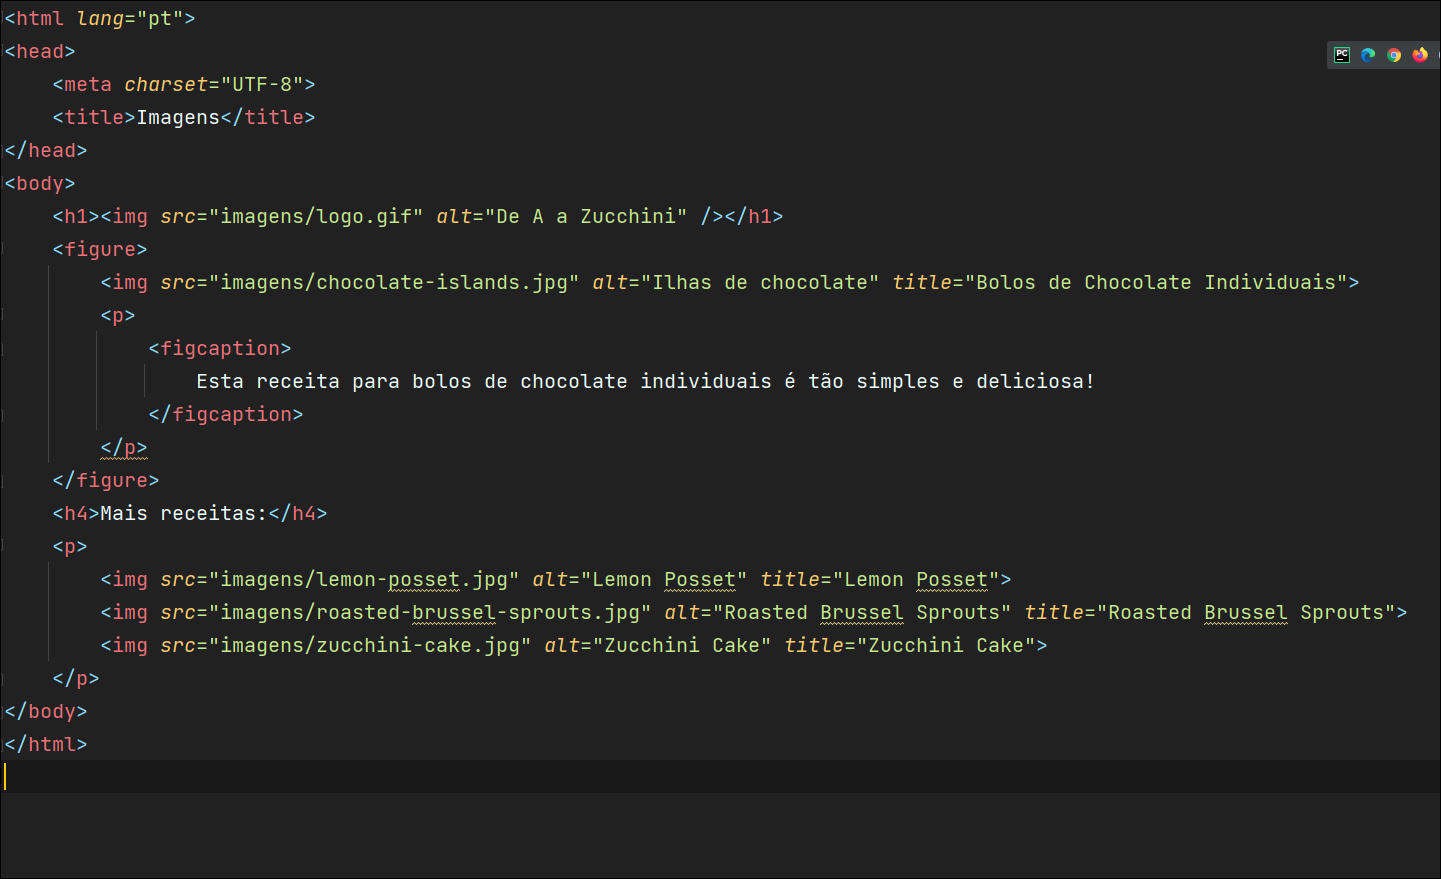 <html lang="pt">
<head>
    <meta charset="UTF-8">
    <title>Imagens</title>
</head>
<body>
    <h1><img src="imagens/logo.gif" alt="De A a Zucchini" /></h1>
    <figure>
        <img src="imagens/chocolate-islands.jpg" alt="Ilhas de chocolate" title="Bolos de Chocolate Individuais">
        <p>
            <figcaption>
                Esta receita para bolos de chocolate individuais é tão simples e deliciosa!
            </figcaption>
        </p>
    </figure>
    <h4>Mais receitas:</h4>
    <p>
        <img src="imagens/lemon-posset.jpg" alt="Lemon Posset" title="Lemon Posset">
        <img src="imagens/roasted-brussel-sprouts.jpg" alt="Roasted Brussel Sprouts" title="Roasted Brussel Sprouts">
        <img src="imagens/zucchini-cake.jpg" alt="Zucchini Cake" title="Zucchini Cake">
    </p>
</body>
</html>
PC